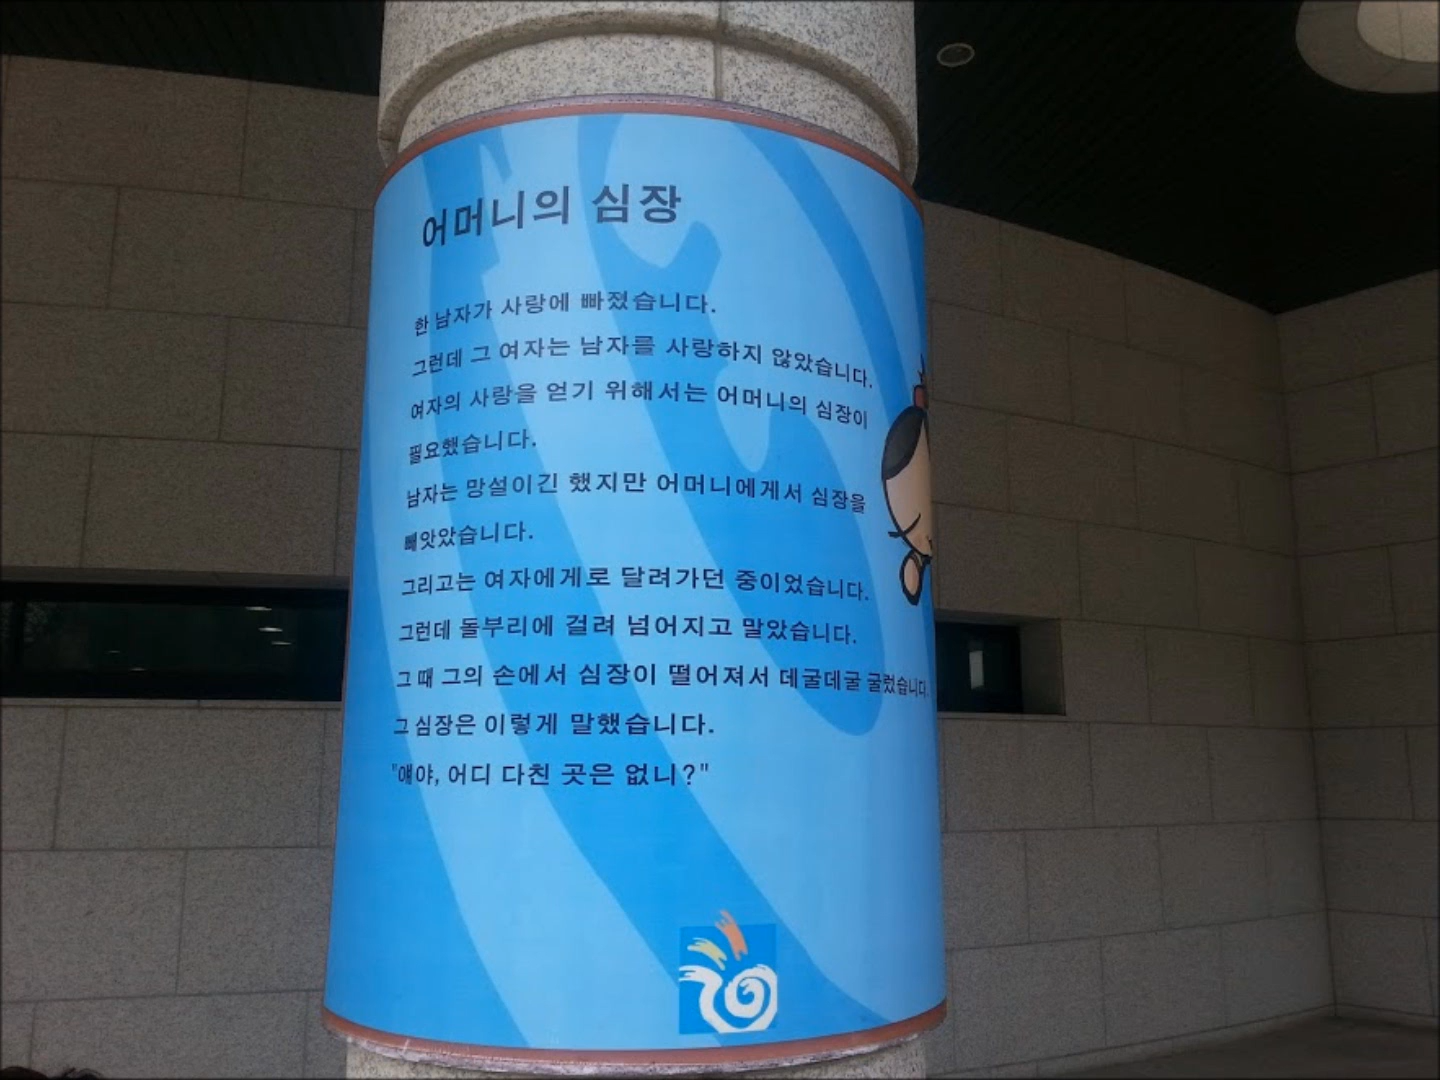 어머니의 심장
한 남자가 사랑에 빠졌습니다.
그런데 그 여자는 남자를 사랑하지 않았습니다.
여자의 사랑을 얻기 위해서는 어머니의 심장이
필요했습니다.
남자는 망설이긴 했지만 어머니에게서 심장을
빼앗았습니다.
그리고는 여자에게로 달려가던 중이었습니다.
그런데 돌부리에 걸려 넘어지고 말았습니다.
그 때 그의 손에서 심장이 떨어져서 데굴데굴 굴렀습니다.
그 심장은 이렇게 말했습니다.
"얘야, 어디 다친 곳은 없니?"